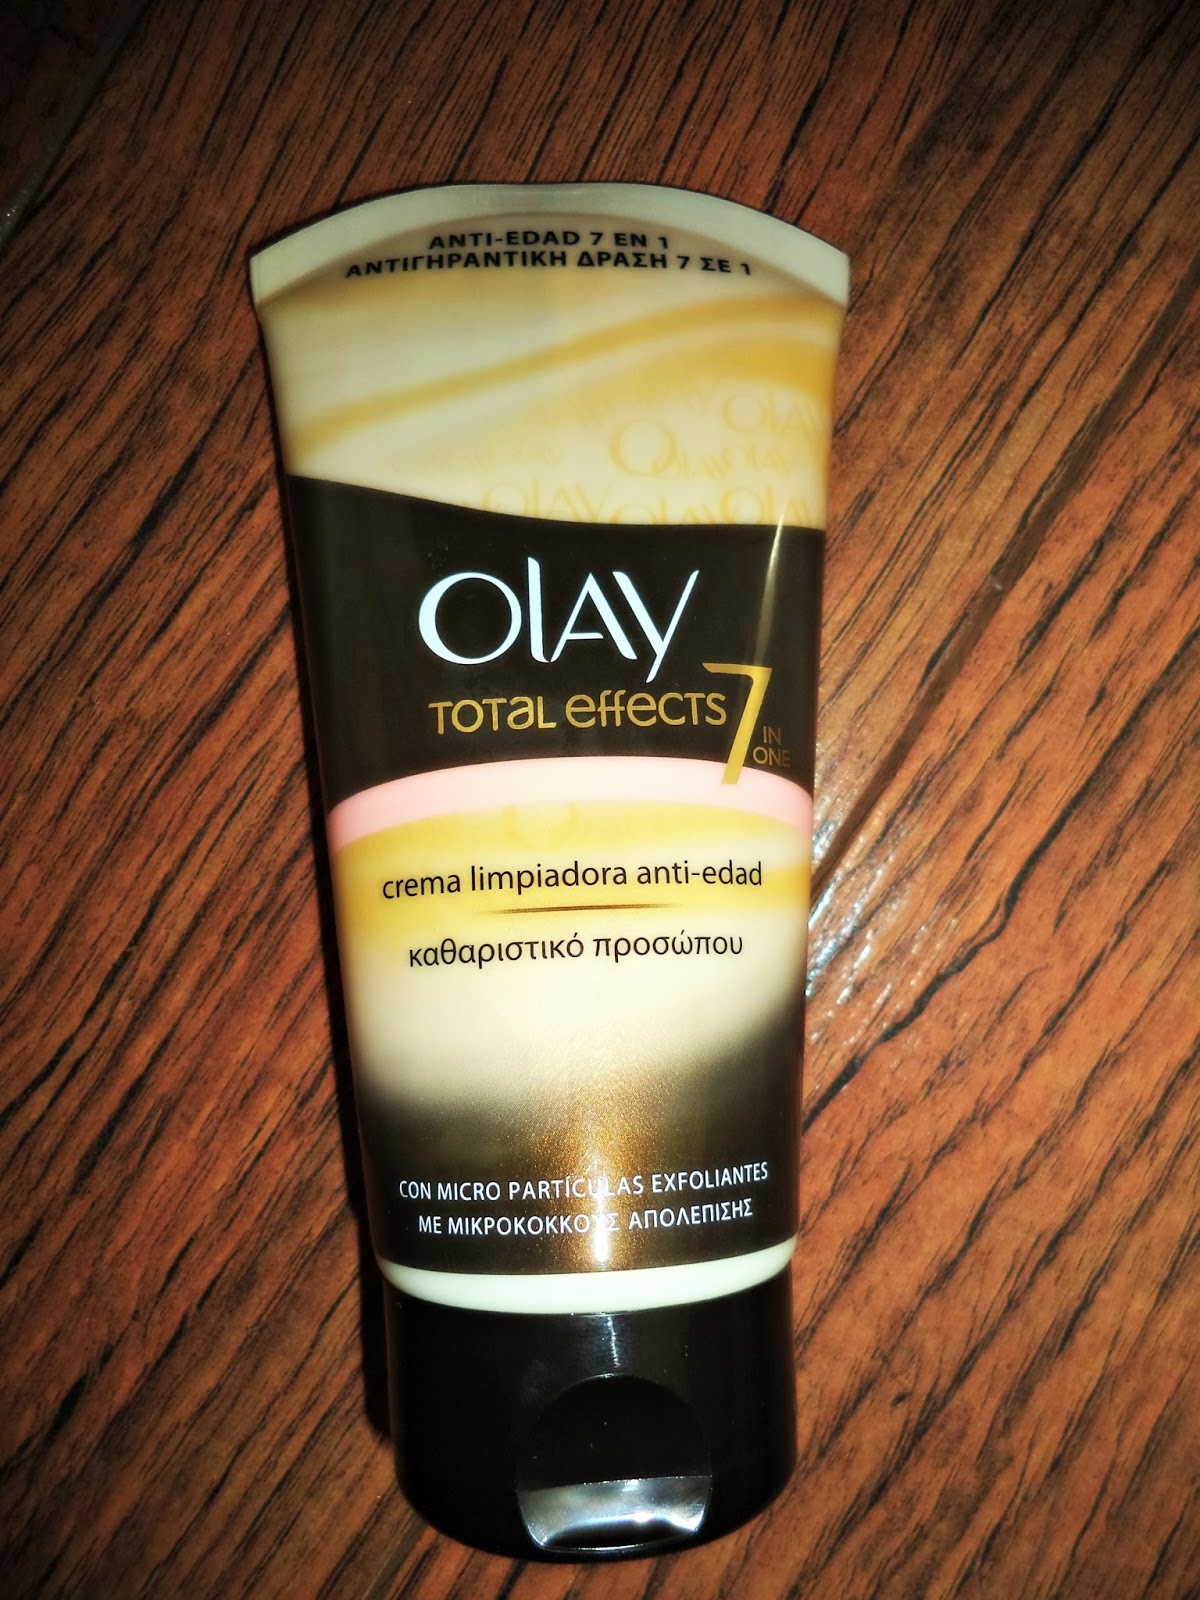 ANTI-EDAD 7 EN 1
ΑΝΤΙΓΗΡΑΝΤΙΚΗ ΔΡΑΣΗ 7 ΣΕ 1
OLAY
TOTAL EFFECTS 7
IN
ONE
crema limpiadora anti-edad
καθαριστικό προσώπου
CON MICRO PARTÍCULAS EXFOLIANTES
ΜΕ ΜΙΚΡΟΚΟΚΚΟΥΣ ΑΠΟΛΕΠΙΣΗΣ